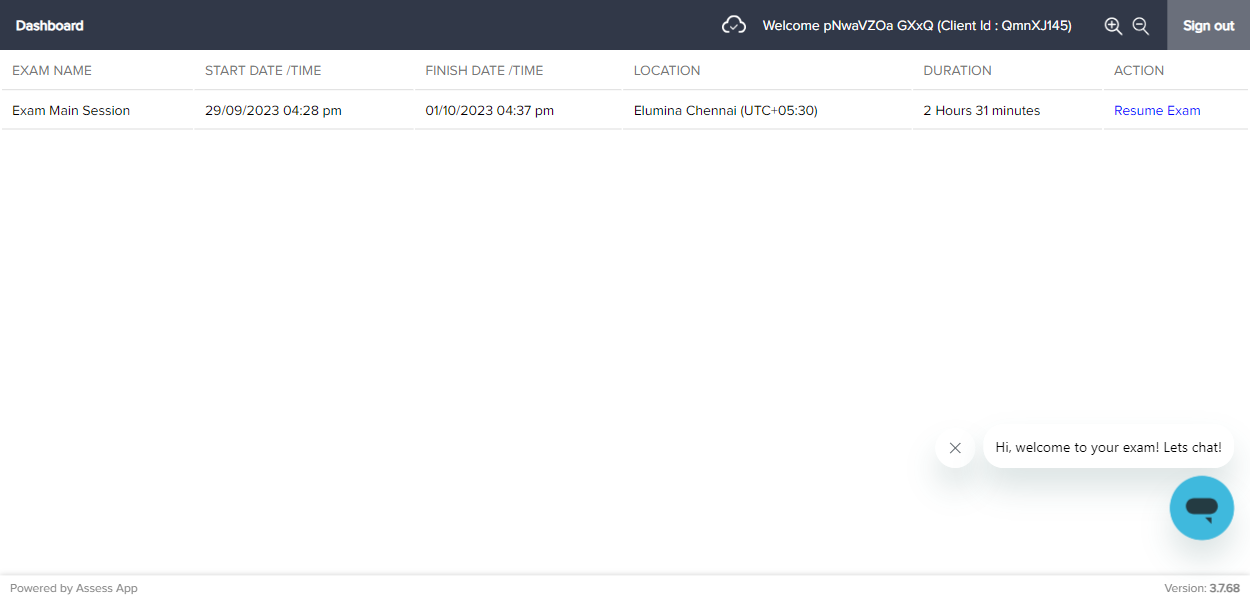 Dashboard
Welcome pNwaVZOa GXxQ (Client Id : QmnXJ145)
Sign out
EXAM NAME START DATE /TIME FINISH DATE /TIME LOCATION DURATION ACTION
Exam Main Session 29/09/2023 04:28 pm 01/10/2023 04:37 pm Elumina Chennai (UTC+05:30) 2 Hours 31 minutes Resume Exam
Hi, welcome to your exam! Lets chat!
Powered by Assess App
Version: 3.7.68